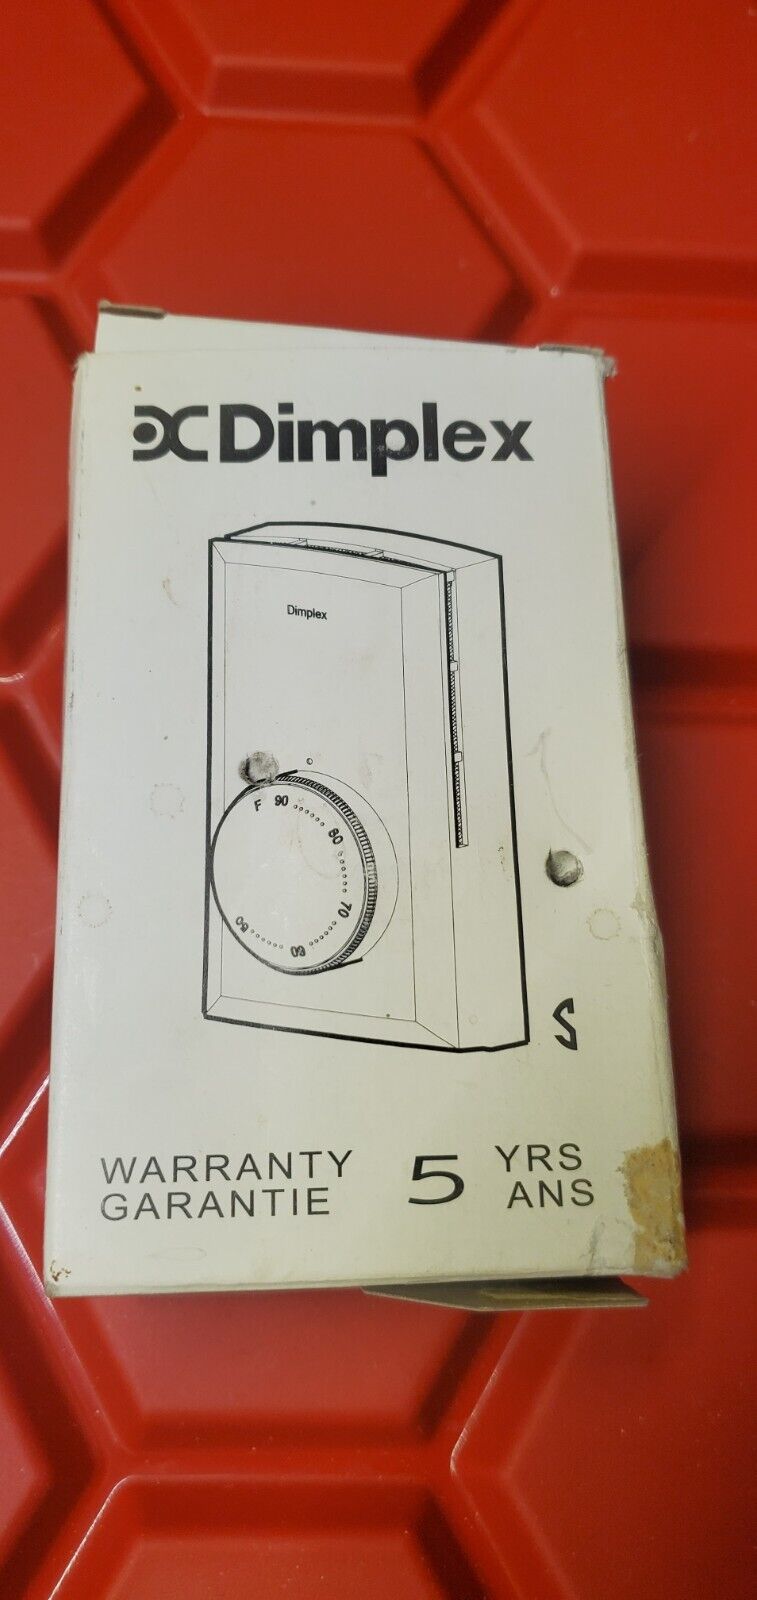 Dimplex
Dimplex
F 90
80
70
60
50
S
WARRANTY 5 YRS
GARANTIE ANS